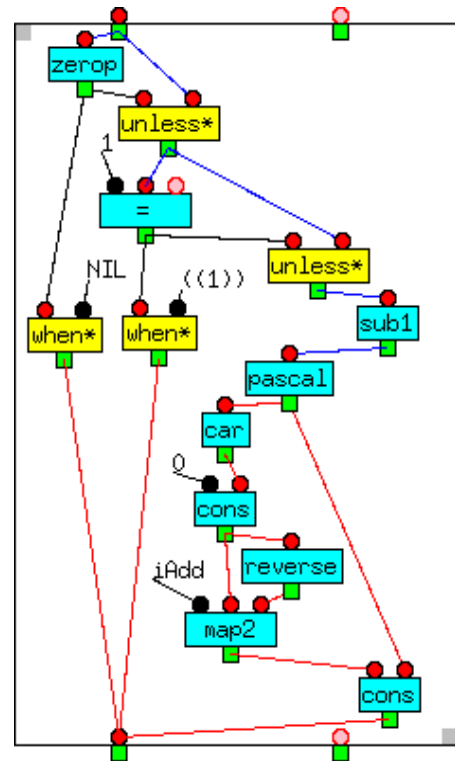 zerop
unless*
1
=
unless*
NIL
((1))
when*
when*
sub1
pascal
car
0
cons
reverse
iAdd
map2
cons